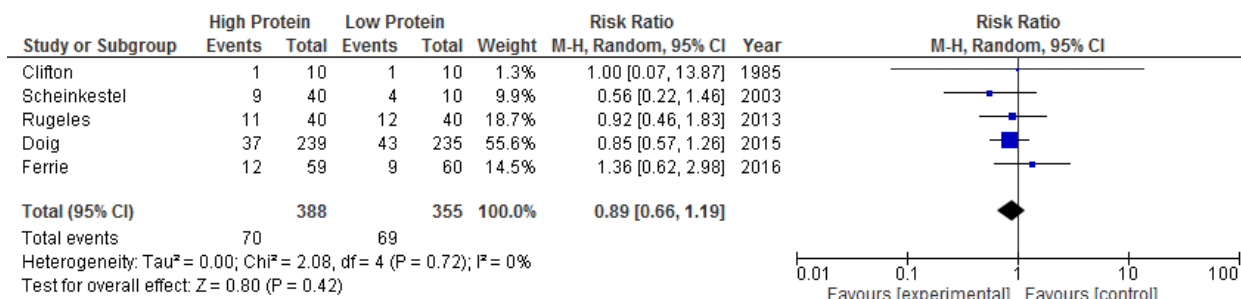 High Protein Low Protein Risk Ratio Risk Ratio
Study or Subgroup Events Total Events Total Weight M-H, Random, 95% CI Year M-H, Random, 95% CI
Clifton 1 10 1 10 1.3% 1.00 [0.07, 13.87] 1985
Scheinkestel 9 40 4 10 9.9% 0.56 [0.22, 1.46] 2003
Rugeles 11 40 12 40 18.7% 0.92 [0.46, 1.83] 2013
Doig 37 239 43 235 55.6% 0.85 [0.57, 1.26] 2015
Ferrie 12 59 9 60 14.5% 1.36 [0.62, 2.98] 2016
Total (95% CI) 388 355 100.0% 0.89 [0.66, 1.19]
Total events 70 69
Heterogeneity: Tau² = 0.00; Chi² = 2.08, df = 4 (P = 0.72); I² = 0%
Test for overall effect: Z = 0.80 (P = 0.42)
0.01 0.1 1 10 100
Favours [experimental] Favours [control]